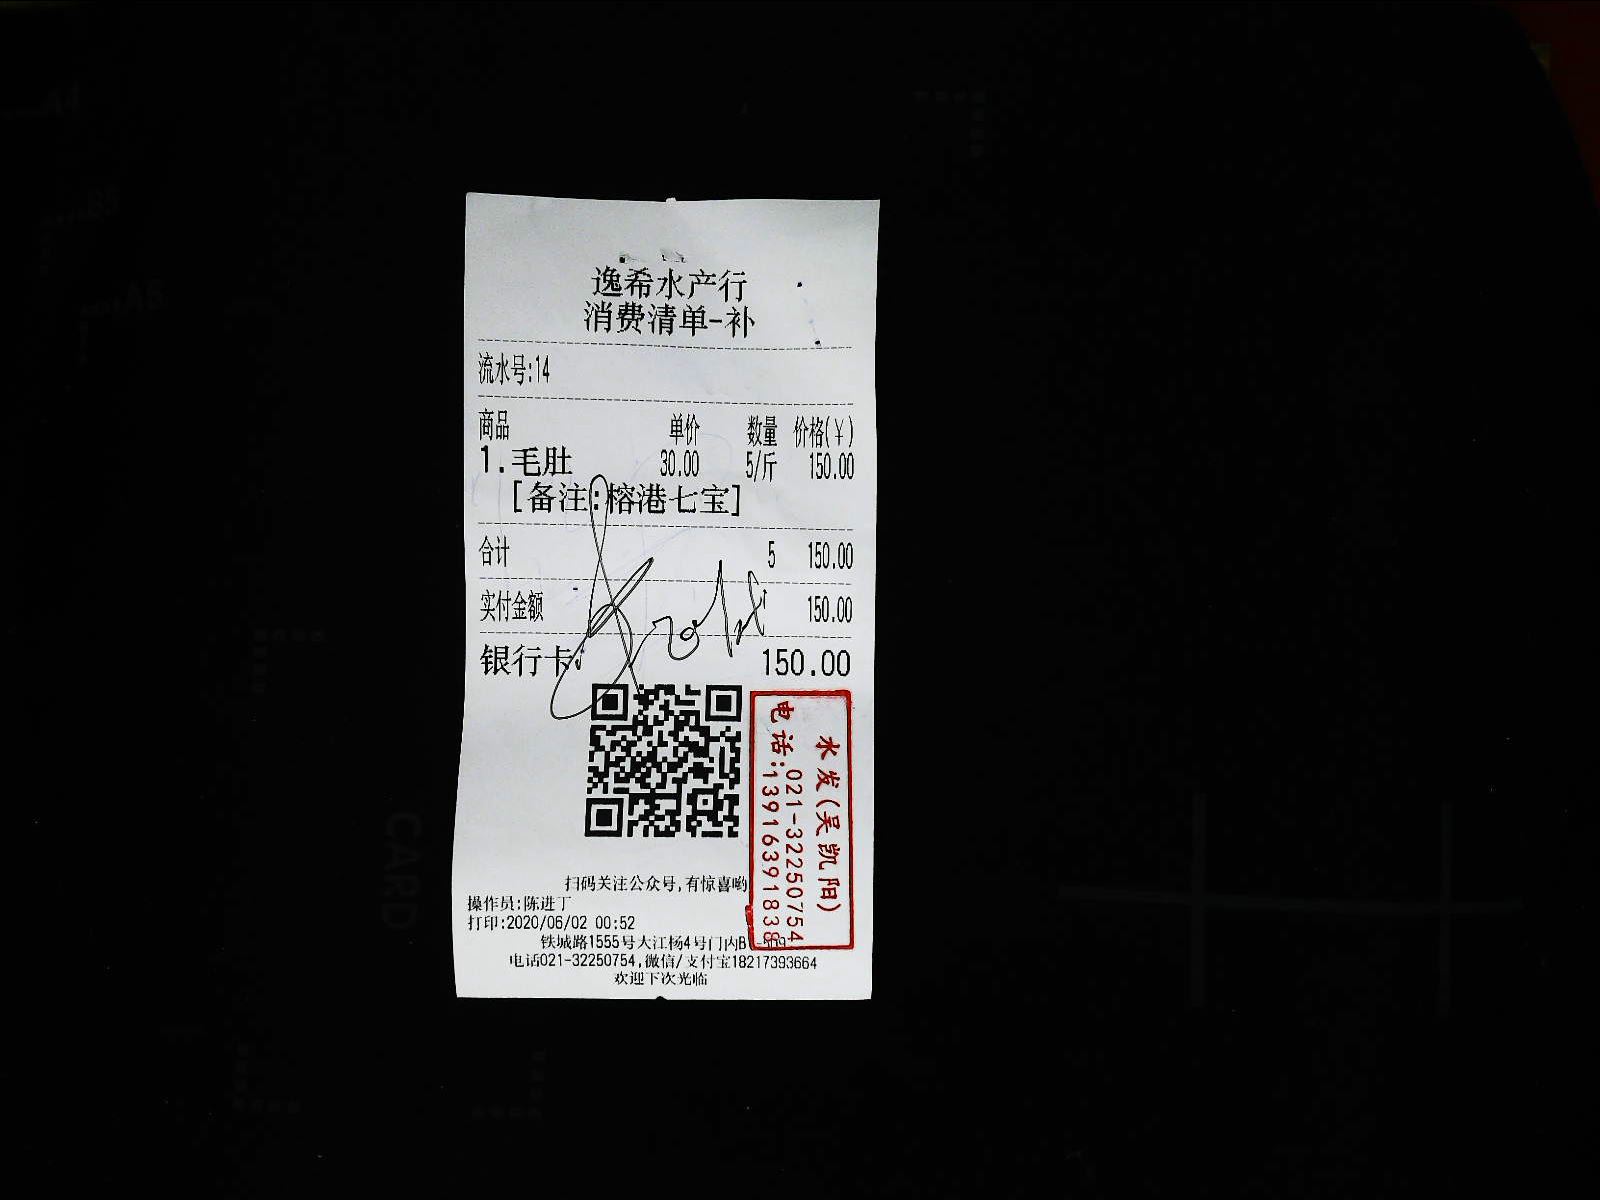 逸希水产行
消费清单-补
流水号:14
商品 单价 数量 价格(￥)
1.毛肚 30.00 5/斤 150.00
[备注:榕港七宝]
合计 5 150.00
实付金额 150.00
银行卡 150.00
水发(吴凯阳)
021-32250754
电话:13916391838
扫码关注公众号,有惊喜哟
操作员:陈进丁
打印:2020/06/02 00:52
铁城路1555号大江杨4号门内B
电话021-32250754,微信/支付宝18217393664
欢迎下次光临
CARD